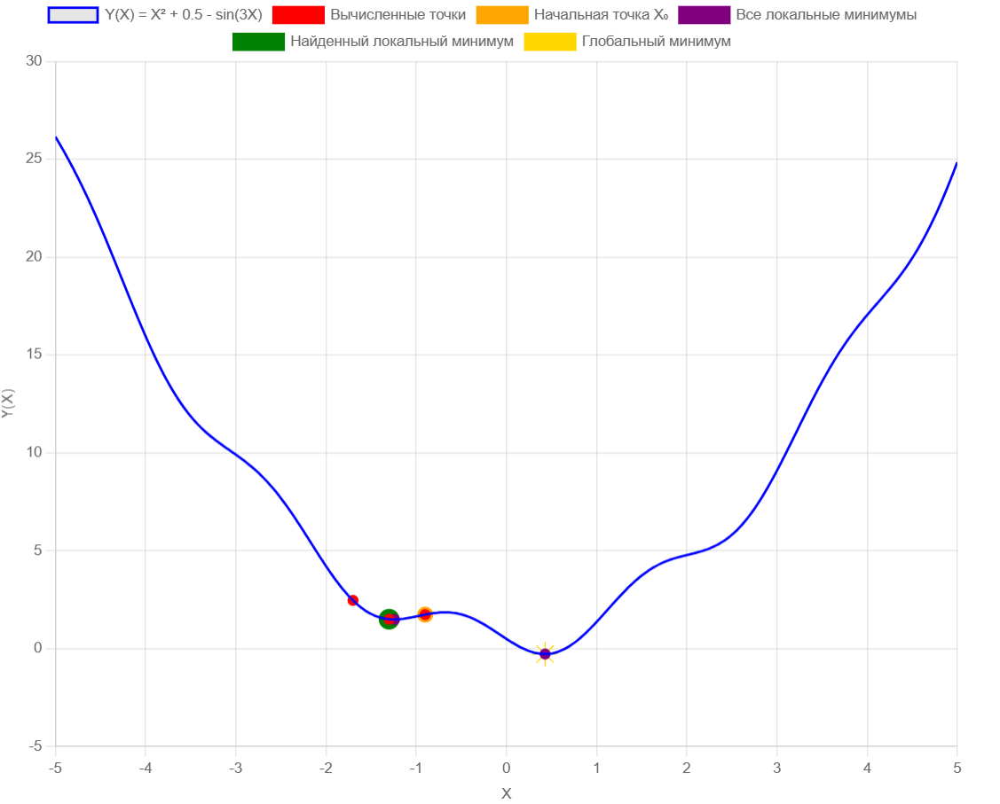 Y(X) = X² + 0.5 - sin(3X) Вычисленные точки Начальная точка X₀ Все локальные минимумы
Найденный локальный минимум Глобальный минимум
30
25
20
15
10
5
0
-5
Y(X)
-5 -4 -3 -2 -1 0 1 2 3 4 5
X